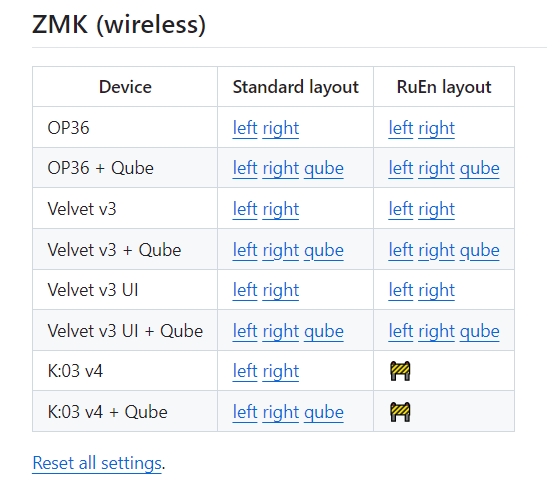 ZMK (wireless)
Device Standard layout RuEn layout
OP36 left right left right
OP36 + Qube left right qube left right qube
Velvet v3 left right left right
Velvet v3 + Qube left right qube left right qube
Velvet v3 UI left right left right
Velvet v3 UI + Qube left right qube left right qube
K:03 v4 left right 🚧
K:03 v4 + Qube left right qube 🚧
Reset all settings.